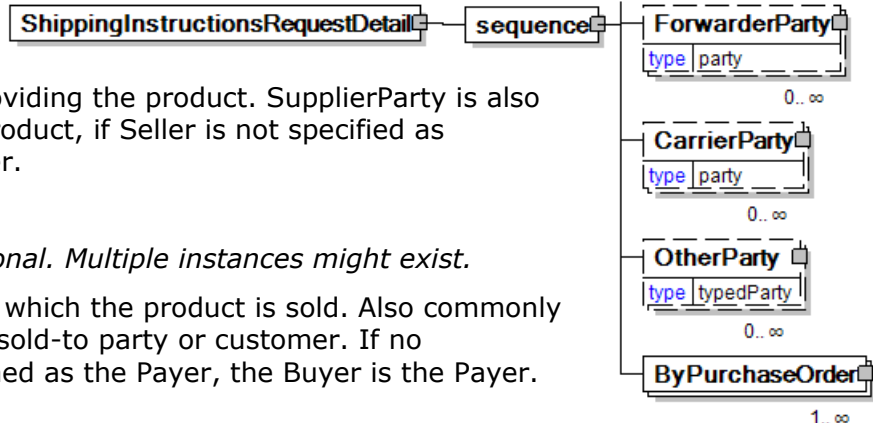 ShippingInstructionsRequestDetail
sequence
ForwarderParty
type party
0.. ∞
CarrierParty
type party
0.. ∞
OtherParty
type typedParty
0.. ∞
ByPurchaseOrder
1.. ∞
oviding the product. SupplierParty is also
roduct, if Seller is not specified as
r.
onal. Multiple instances might exist.
which the product is sold. Also commonly
sold-to party or customer. If no
ned as the Payer, the Buyer is the Payer.